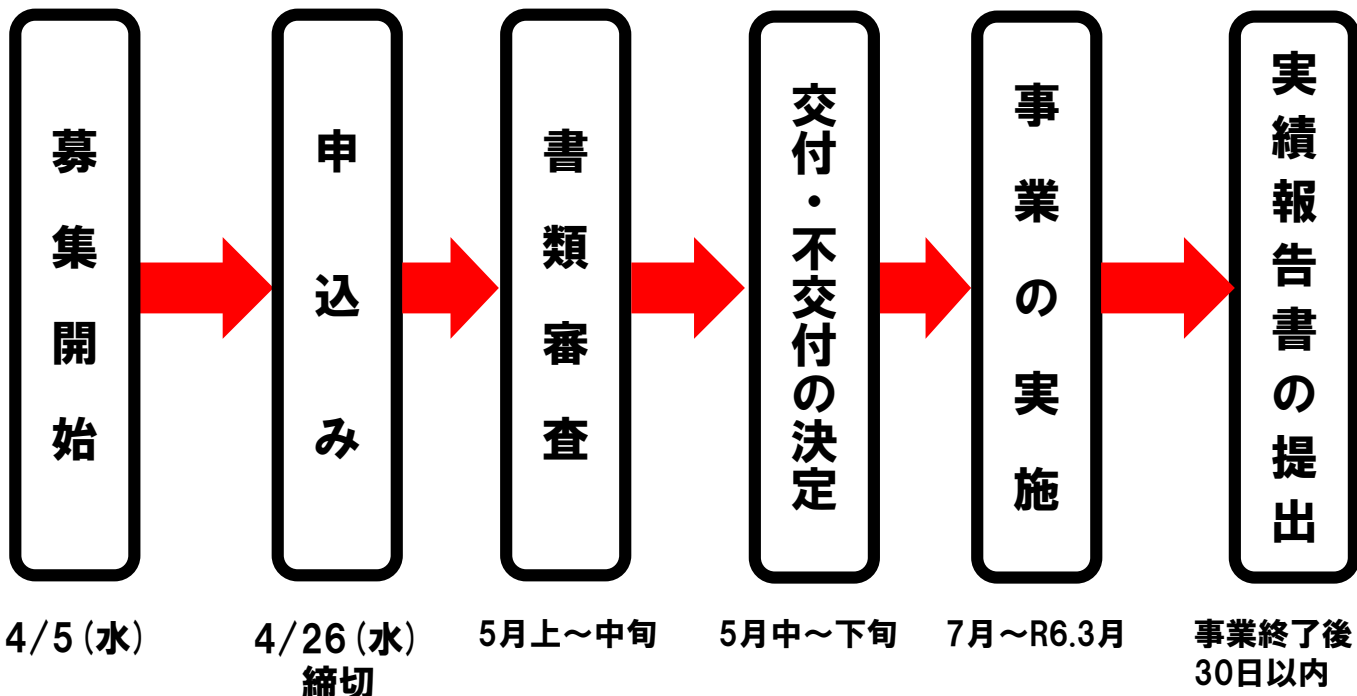 募集開始
申込み
書類審査
交付・不交付の決定
事業の実施
実績報告書の提出
4/5(水)
4/26(水)
締切
5月上~中旬
5月中~下旬
7月~R6.3月
事業終了後
30日以内